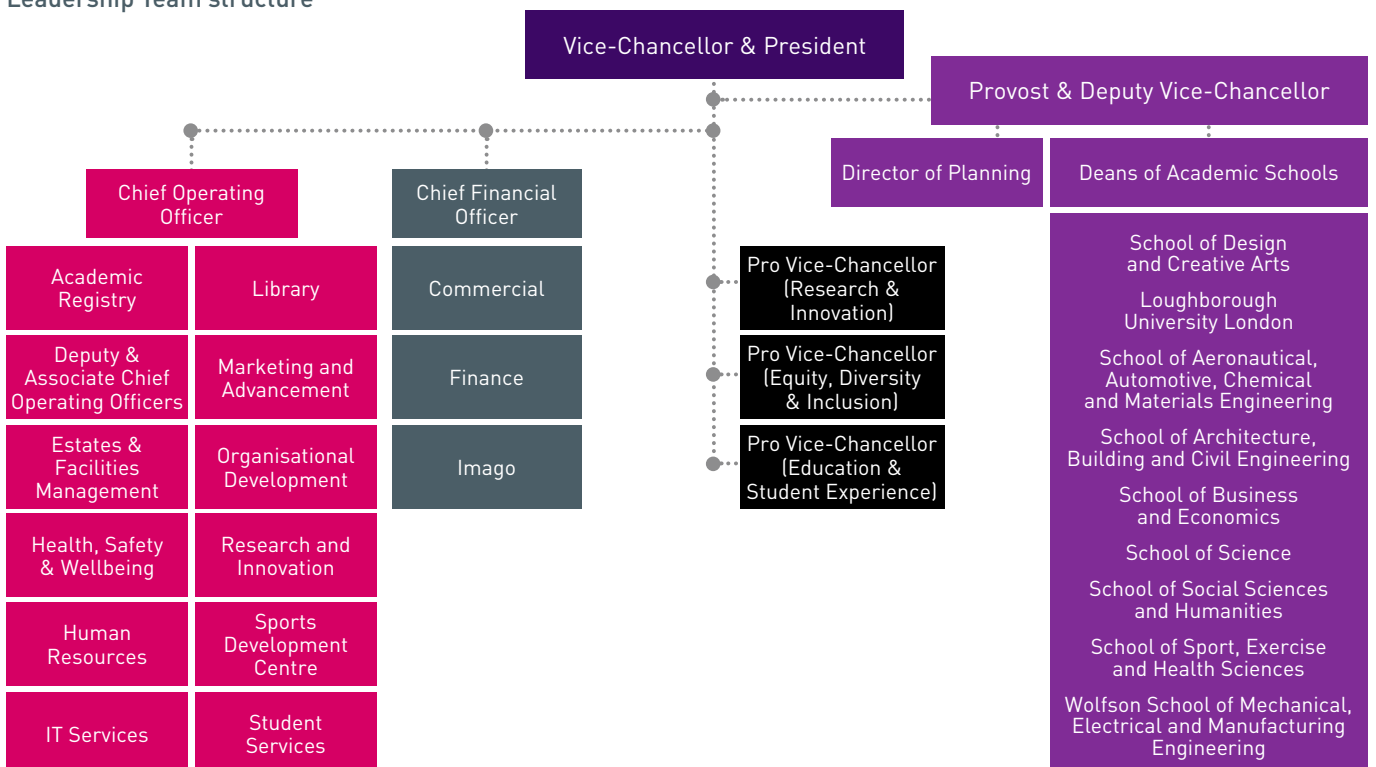 Leadership Team structure
Vice-Chancellor & President
Provost & Deputy Vice-Chancellor
Director of Planning
Deans of Academic Schools
Chief Operating
Officer
Chief Financial
Officer
Academic
Registry
Library
Deputy &
Associate Chief
Operating Officers
Marketing and
Advancement
Estates &
Facilities
Management
Organisational
Development
Health, Safety
& Wellbeing
Research and
Innovation
Human
Resources
Sports
Development
Centre
IT Services
Student
Services
Commercial
Finance
Imago
Pro Vice-Chancellor
(Research &
Innovation)
Pro Vice-Chancellor
(Equity, Diversity
& Inclusion)
Pro Vice-Chancellor
(Education &
Student Experience)
School of Design
and Creative Arts
Loughborough
University London
School of Aeronautical,
Automotive, Chemical
and Materials Engineering
School of Architecture,
Building and Civil Engineering
School of Business
and Economics
School of Science
School of Social Sciences
and Humanities
School of Sport, Exercise
and Health Sciences
Wolfson School of Mechanical,
Electrical and Manufacturing
Engineering